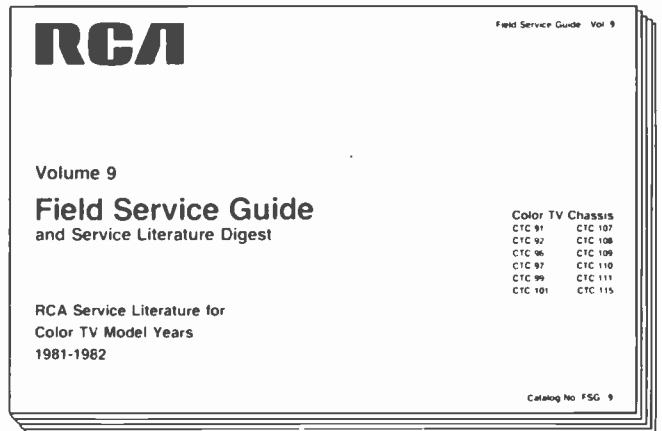 Field Service Guide Vol 9
RCA
Volume 9
Field Service Guide
and Service Literature Digest
Color TV Chassis
CTC 91 CTC 107
CTC 92 CTC 108
CTC 96 CTC 109
CTC 97 CTC 110
CTC 99 CTC 111
CTC 101 CTC 115
RCA Service Literature for
Color TV Model Years
1981-1982
Catalog No FSG 9